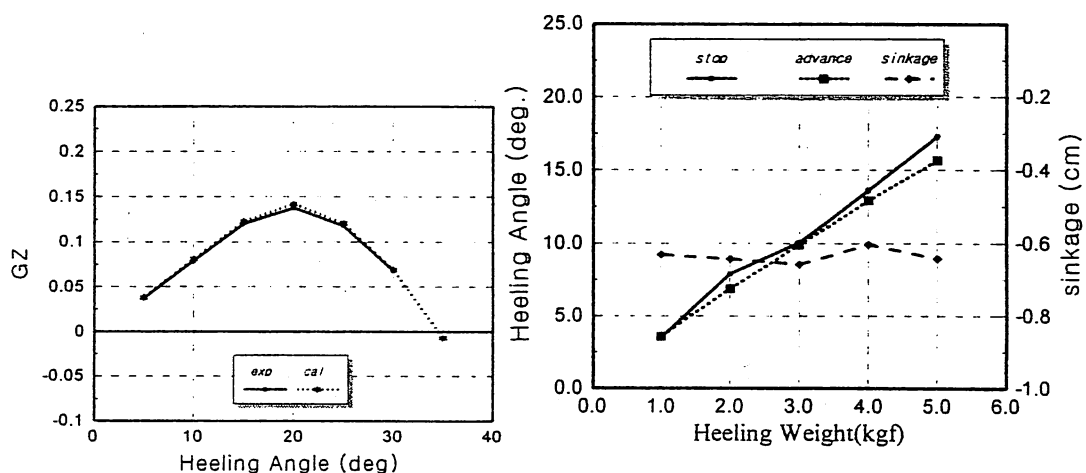 0.25
0.2
0.15
0.1
0.05
0
-0.05
-0.1
GZ
exp cal
0 10 20 30 40
Heeling Angle (deg)
25.0
20.0
15.0
10.0
5.0
0.0
Heeling Angle (deg.)
stop advance sinkage
-0.2
-0.4
-0.6
-0.8
-1.0
sinkage (cm)
0.0 1.0 2.0 3.0 4.0 5.0 6.0
Heeling Weight(kgf)